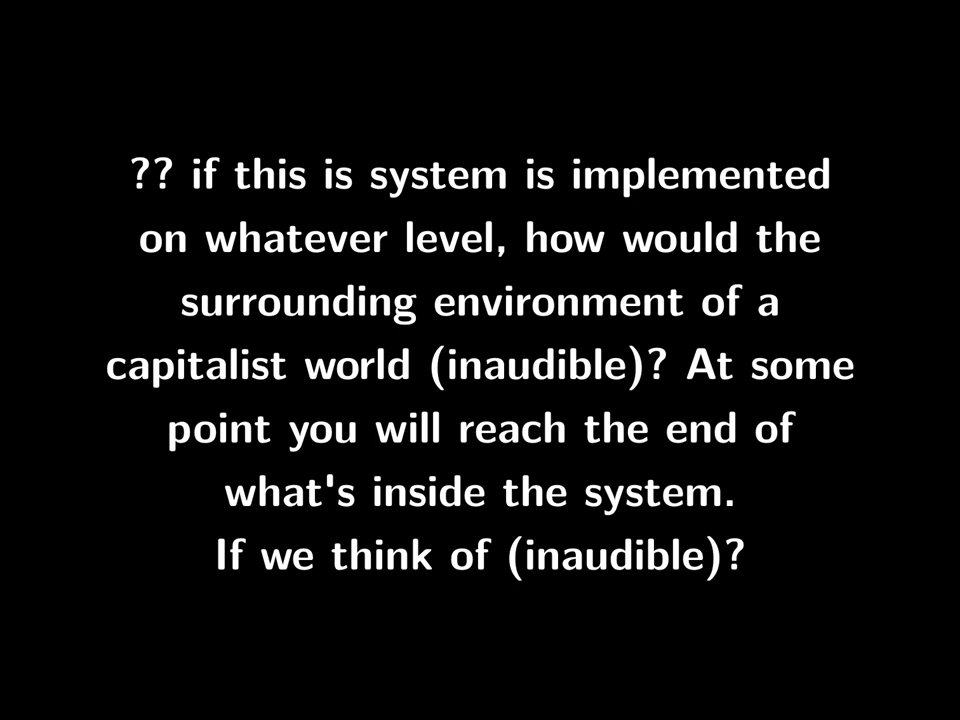 ?? if this is system is implemented
on whatever level, how would the
surrounding environment of a
capitalist world (inaudible)? At some
point you will reach the end of
what's inside the system.
If we think of (inaudible)?